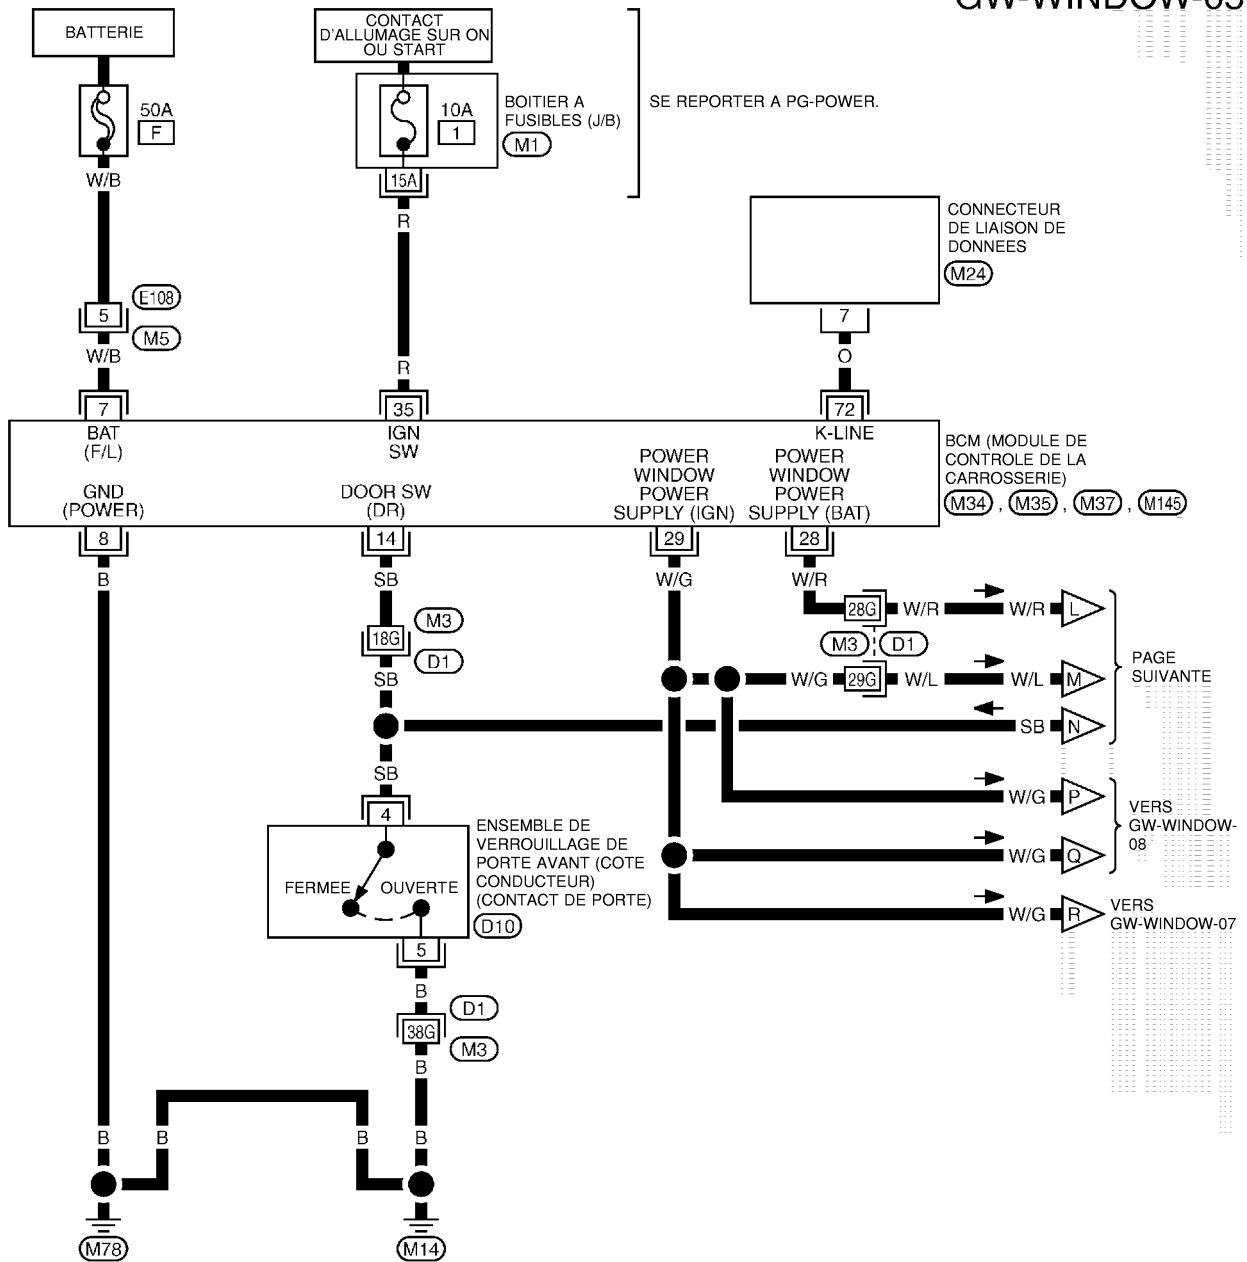 BATTERIE
CONTACT
D'ALLUMAGE SUR ON
OU START
50A
F
10A
1
BOITIER A
FUSIBLES (J/B)
M1
SE REPORTER A PG-POWER.
W/B
15A
R
CONNECTEUR
DE LIAISON DE
DONNEES
M24
E108
5
M5
7
W/B
R
O
7
35
72
BAT
(F/L)
IGN
SW
K-LINE
BCM (MODULE DE
CONTROLE DE LA
CARROSSERIE)
M34 , M35 , M37 , M145
GND
(POWER)
DOOR SW
(DR)
POWER
WINDOW
POWER
SUPPLY (IGN)
POWER
WINDOW
POWER
SUPPLY (BAT)
8
14
29
28
B
SB
W/G
W/R
28G
W/R
W/R
L
M3
18G
D1
M3
D1
PAGE
SUIVANTE
SB
W/G
29G
W/L
W/L
M
SB
N
SB
4
W/G
P
VERS
GW-WINDOW-
08
ENSEMBLE DE
VERROUILLAGE DE
PORTE AVANT (COTE
CONDUCTEUR)
(CONTACT DE PORTE)
D10
W/G
Q
FERMEE
OUVERTE
W/G
R
VERS
GW-WINDOW-07
5
B
D1
38G
M3
B
B
B
B
B
M78
M14